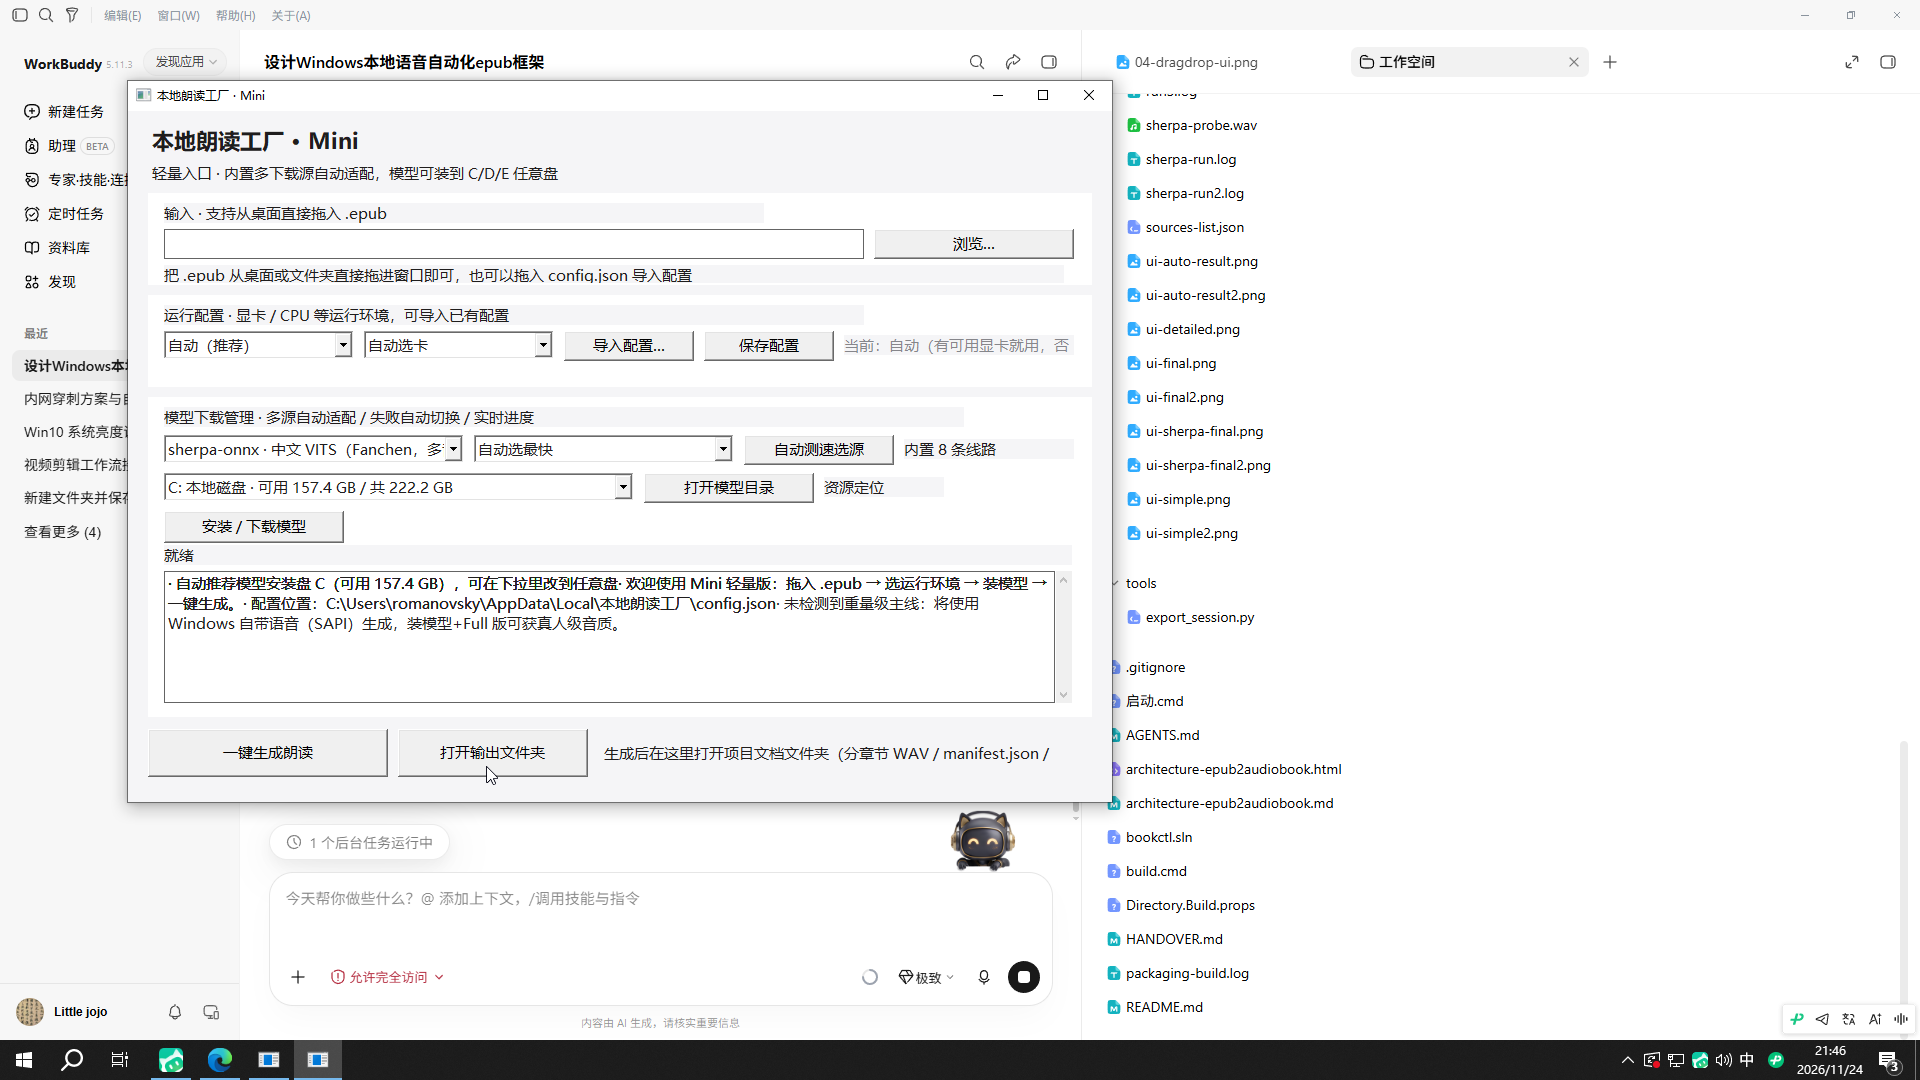 编辑(E) 窗口(W) 帮助(H) 关于(A)
WorkBuddy 5.11.3 发现应用
新建任务
助理 BETA
专家·技能·连接
定时任务
资料库
发现
最近
设计Windows本
内网穿刺方案与自
Win10 系统亮度
视频剪辑工作流
新建文件夹并保存
查看更多 (4)
Little jojo
设计Windows本地语音自动化epub框架
本地朗读工厂 · Mini
本地朗读工厂 · Mini
轻量入口 · 内置多下载源自动适配，模型可装到 C/D/E 任意盘
输入 · 支持从桌面直接拖入 .epub
浏览...
把 .epub 从桌面或文件夹直接拖进窗口即可，也可以拖入 config.json 导入配置
运行配置 · 显卡 / CPU 等运行环境，可导入已有配置
自动（推荐） 自动选卡 导入配置... 保存配置 当前：自动（有可用显卡就用，否
模型下载管理 · 多源自动适配 / 失败自动切换 / 实时进度
sherpa-onnx · 中文 VITS（Fanchen，多 自动选最快 自动测速选源 内置 8 条线路
C: 本地磁盘 · 可用 157.4 GB / 共 222.2 GB 打开模型目录 资源定位
安装 / 下载模型
就绪
· 自动推荐模型安装盘 C（可用 157.4 GB），可在下拉里改到任意盘· 欢迎使用 Mini 轻量版：拖入 .epub → 选运行环境 → 装模型 →
一键生成。· 配置位置：C:\Users\romanovsky\AppData\Local\本地朗读工厂\config.json· 未检测到重量级主线：将使用
Windows 自带语音（SAPI）生成，装模型+Full 版可获真人级音质。
一键生成朗读 打开输出文件夹 生成后在这里打开项目文档文件夹（分章节 WAV / manifest.json /
1 个后台任务运行中
今天帮你做些什么？@ 添加上下文，/调用技能与指令
允许完全访问 极致
内容由 AI 生成，请核实重要信息
04-dragdrop-ui.png 工作空间
sherpa-probe.wav
sherpa-run.log
sherpa-run2.log
sources-list.json
ui-auto-result.png
ui-auto-result2.png
ui-detailed.png
ui-final.png
ui-final2.png
ui-sherpa-final.png
ui-sherpa-final2.png
ui-simple.png
ui-simple2.png
tools
export_session.py
.gitignore
启动.cmd
AGENTS.md
architecture-epub2audiobook.html
architecture-epub2audiobook.md
bookctl.sln
build.cmd
Directory.Build.props
HANDOVER.md
packaging-build.log
README.md
中
21:46
2026/11/24
3